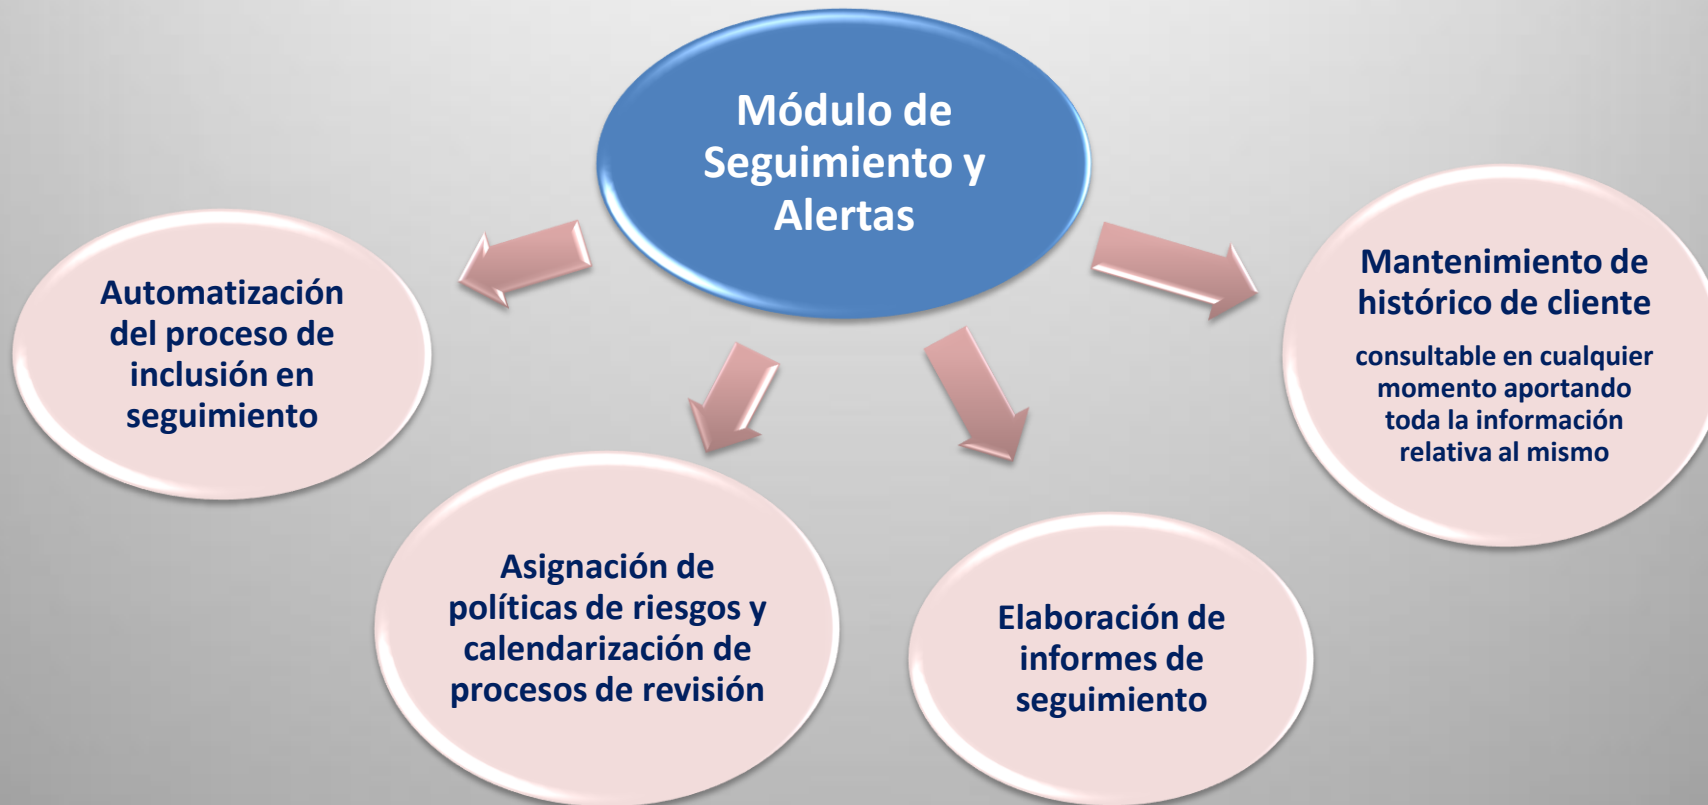 Módulo de
Seguimiento y
Alertas
Automatización
del proceso de
inclusión en
seguimiento
Asignación de
políticas de riesgos y
calendarización de
procesos de revisión
Elaboración de
informes de
seguimiento
Mantenimiento de
histórico de cliente
consultable en cualquier
momento aportando
toda la información
relativa al mismo